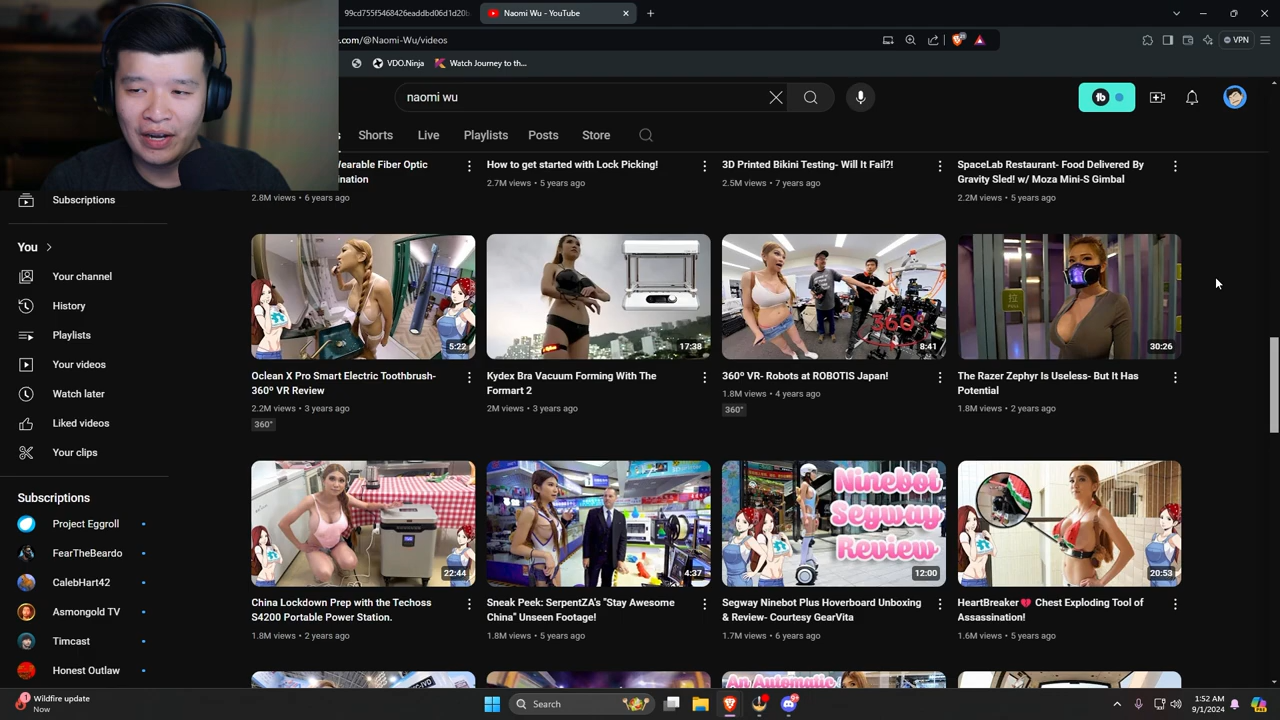 99cd755f5468426eaddbd06d1d20b
Naomi Wu - YouTube
e.com/@Naomi-Wu/videos
VPN
VDO.Ninja
Watch Journey to th...
naomi wu
Shorts
Live
Playlists
Posts
Store
Wearable Fiber Optic
ination
2.8M views • 6 years ago
How to get started with Lock Picking!
2.7M views • 5 years ago
3D Printed Bikini Testing- Will It Fail?!
2.5M views • 7 years ago
SpaceLab Restaurant- Food Delivered By
Gravity Sled! w/ Moza Mini-S Gimbal
2.2M views • 5 years ago
Subscriptions
You
Your channel
History
Playlists
Your videos
Watch later
Liked videos
Your clips
Subscriptions
Project Eggroll
FearTheBeardo
CalebHart42
Asmongold TV
Timcast
Honest Outlaw
5:22
Oclean X Pro Smart Electric Toothbrush-
360º VR Review
2.2M views • 3 years ago
360°
17:38
Kydex Bra Vacuum Forming With The
Formart 2
2M views • 3 years ago
360°
8:41
360º VR- Robots at ROBOTIS Japan!
1.8M views • 4 years ago
360°
拉
30:26
The Razer Zephyr Is Useless- But It Has
Potential
1.8M views • 2 years ago
22:44
China Lockdown Prep with the Techoss
S4200 Portable Power Station.
1.8M views • 2 years ago
4:37
Sneak Peek: SerpentZA's "Stay Awesome
China" Unseen Footage!
1.8M views • 5 years ago
Ninebot
Segway
Review
12:00
Segway Ninebot Plus Hoverboard Unboxing
& Review- Courtesy GearVita
1.7M views • 6 years ago
20:53
HeartBreaker💔 Chest Exploding Tool of
Assassination!
1.6M views • 5 years ago
An Automatic
Wildfire update
Now
Search
1:52 AM
9/1/2024